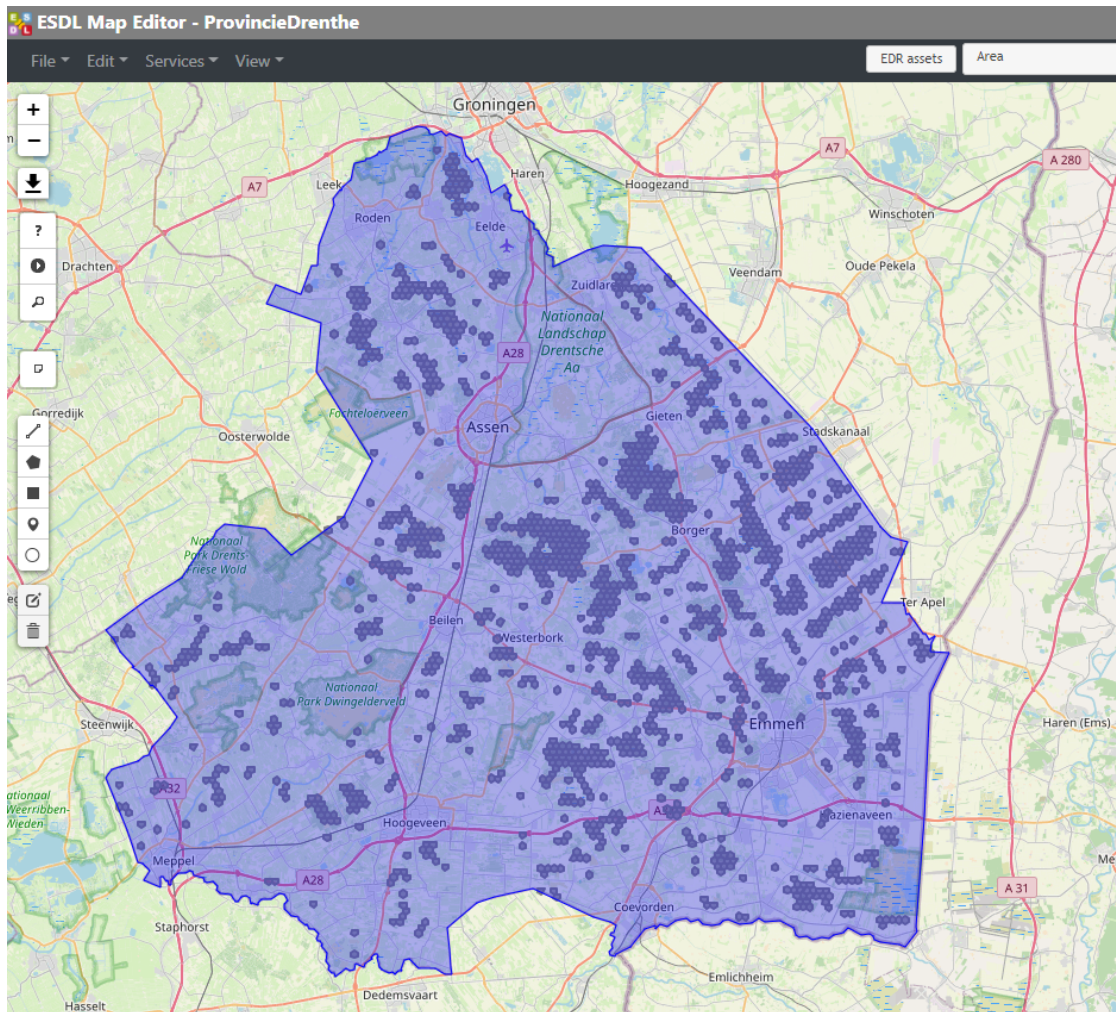 ESDL Map Editor - ProvincieDrenthe
File Edit Services View
EDR assets
Area
Groningen
A7
A 280
Haren
Leek
A7
Hoogezand
Winschoten
Roden
Eelde
Drachten
Veendam
Oude Pekela
Zuidlare
Nationaal
Landschap
Drentsche
Aa
A28
Gorredijk
Fochteloerveen
Gieten
Oosterwolde
Assen
Stadskanaal
Nationaal
Park Drents-
Friese Wold
Borger
Ter Apel
Beilen
Westerbork
Nationaal
Park Dwingelderveld
Steenwijk
Emmen
Haren (Ems)
A32
ational
Weerribben-
Wieden
Hoogeveen
Klazienaveen
Meppel
A28
A 31
Staphorst
Coevorden
Emlichheim
Dedemsvaart
Hasselt